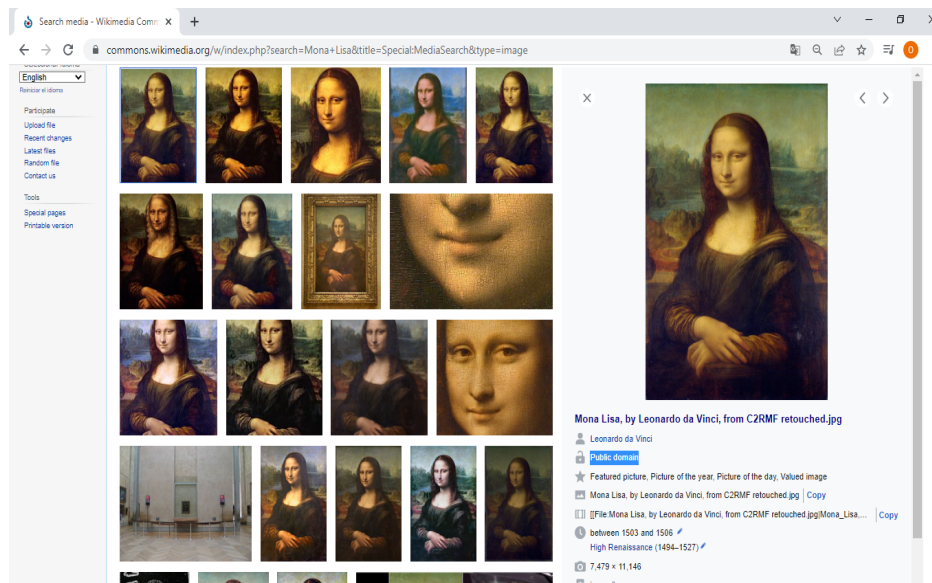 Search media - Wikimedia Comm
commons.wikimedia.org/w/index.php?search=Mona+Lisa&title=Special:MediaSearch&type=image
O
English
Reiniciar el idioma
Participate
Upload file
Recent changes
Latest files
Random file
Contact us
Tools
Special pages
Printable version
Mona Lisa, by Leonardo da Vinci, from C2RMF retouched.jpg
Leonardo da Vinci
Public domain
Featured picture, Picture of the year, Picture of the day, Valued image
Mona Lisa, by Leonardo da Vinci, from C2RMF retouched.jpg Copy
[[File:Mona Lisa, by Leonardo da Vinci, from C2RMF retouched.jpg|Mona_Lisa,... Copy
between 1503 and 1506
High Renaissance (1494–1527)
7,479 × 11,146